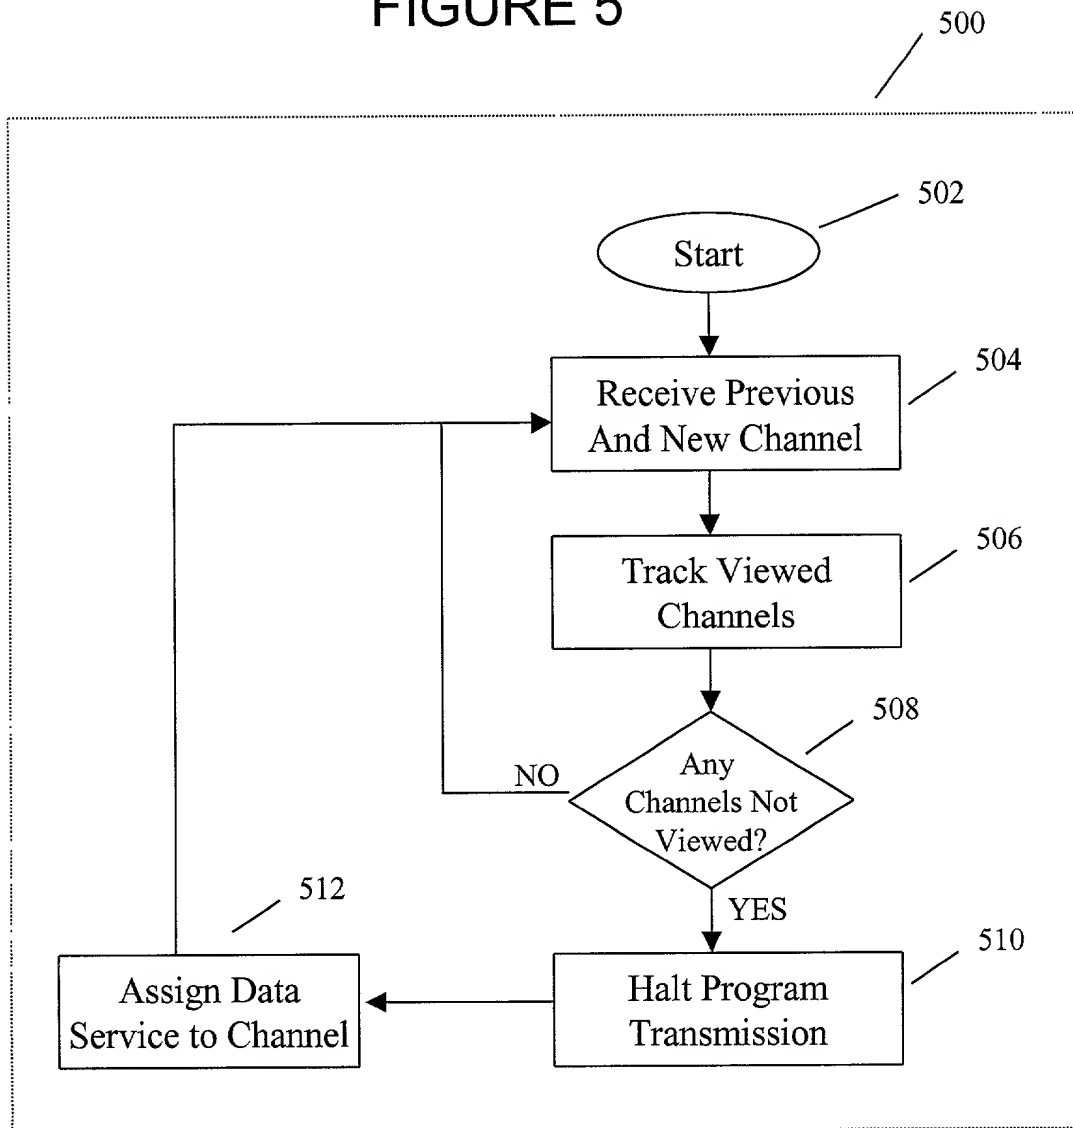 FIGURE 5
500
502
Start
504
Receive Previous
And New Channel
506
Track Viewed
Channels
508
Any
Channels Not
Viewed?
NO
YES
512
510
Assign Data
Service to Channel
Halt Program
Transmission